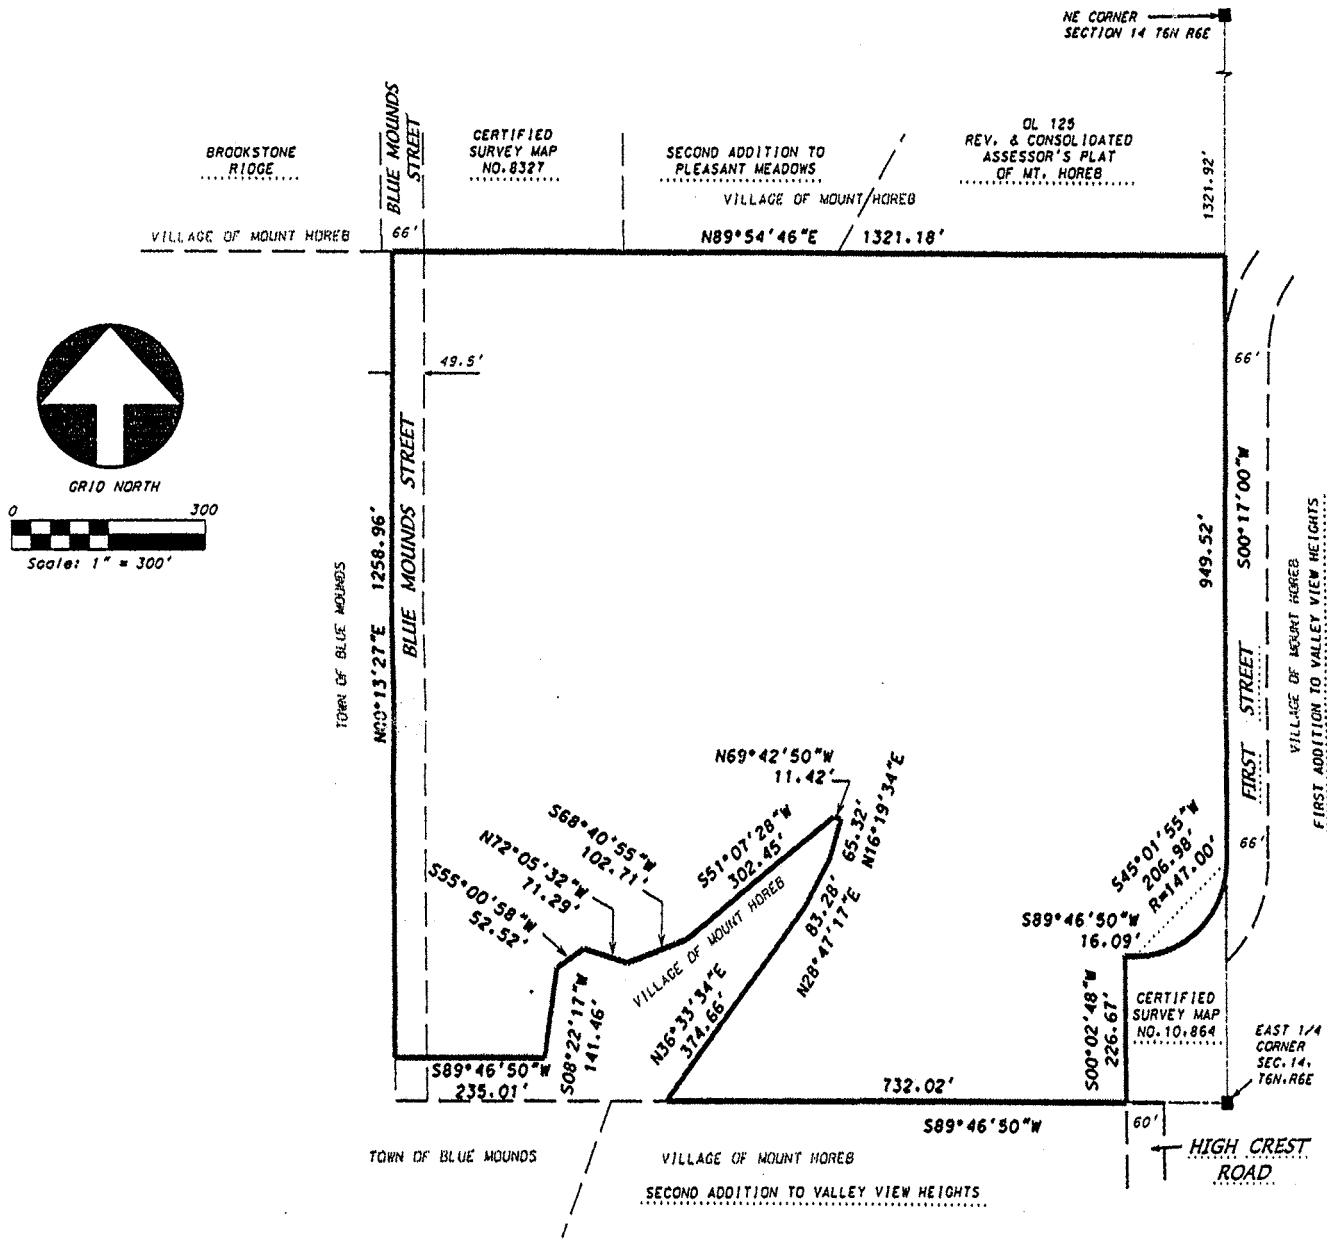 NE CORNER
SECTION 14 T6N R6E
1321.92'
BROOKSTONE
RIDGE
BLUE MOUNDS
STREET
CERTIFIED
SURVEY MAP
NO.8327
SECOND ADDITION TO
PLEASANT MEADOWS
OL 125
REV. & CONSOLIDATED
ASSESSOR'S PLAT
OF MT. HOREB
VILLAGE OF MOUNT HOREB
VILLAGE OF MOUNT HOREB
66'
N89°54'46"E 1321.18'
49.5'
66'
GRID NORTH
0 300
Scale: 1" = 300'
TOWN OF BLUE MOUNDS
N00°13'27"E 1258.96'
BLUE MOUNDS STREET
949.52'
S00°17'00"W
FIRST STREET
VILLAGE OF MOUNT HOREB
FIRST ADDITION TO VALLEY VIEW HEIGHTS
66'
N69°42'50"W
11.42'
S68°40'55"W
102.71'
N72°05'32"W
71.29'
S55°00'58"W
52.52'
S51°07'28"W
302.45'
VILLAGE OF MOUNT HOREB
65.32'
N16°19'34"E
83.28'
N28°47'17"E
N36°33'34"E
374.66'
S08°22'17"W
141.46'
S89°46'50"W
235.01'
S45°01'55"W
206.98'
R=147.00'
S89°46'50"W
16.09'
S00°02'48"W
226.67'
CERTIFIED
SURVEY MAP
NO.10,864
EAST 1/4
CORNER
SEC.14,
T6N,R6E
732.02'
S89°46'50"W
60'
HIGH CREST
ROAD
TOWN OF BLUE MOUNDS
VILLAGE OF MOUNT HOREB
SECOND ADDITION TO VALLEY VIEW HEIGHTS